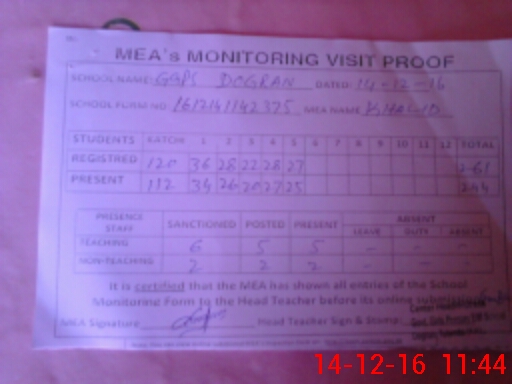 MEA's MONITORING VISIT PROOF
SCHOOL NAME: GGPS DOGRAN DATED: 14-12-16
SCHOOL FORM NO. 1612141142375 MEA NAME KHALID
STUDENTS KATCHI 1 2 3 4 5 6 7 8 9 10 11 12 TOTAL
REGISTRED 120 36 28 22 28 27 261
PRESENT 112 34 26 20 27 25 244
PRESENCE STAFF SANCTIONED POSTED PRESENT ABSENT
LEAVE DUTY ABSENT
TEACHING 6 5 5 - - -
NON-TEACHING 2 2 2 - - -
It is certified that the MEA has shown all entries of the School
Monitoring Form to the Head Teacher before its online
MEA Signature Head Teacher Sign & Stamp:
14-12-16 11:44